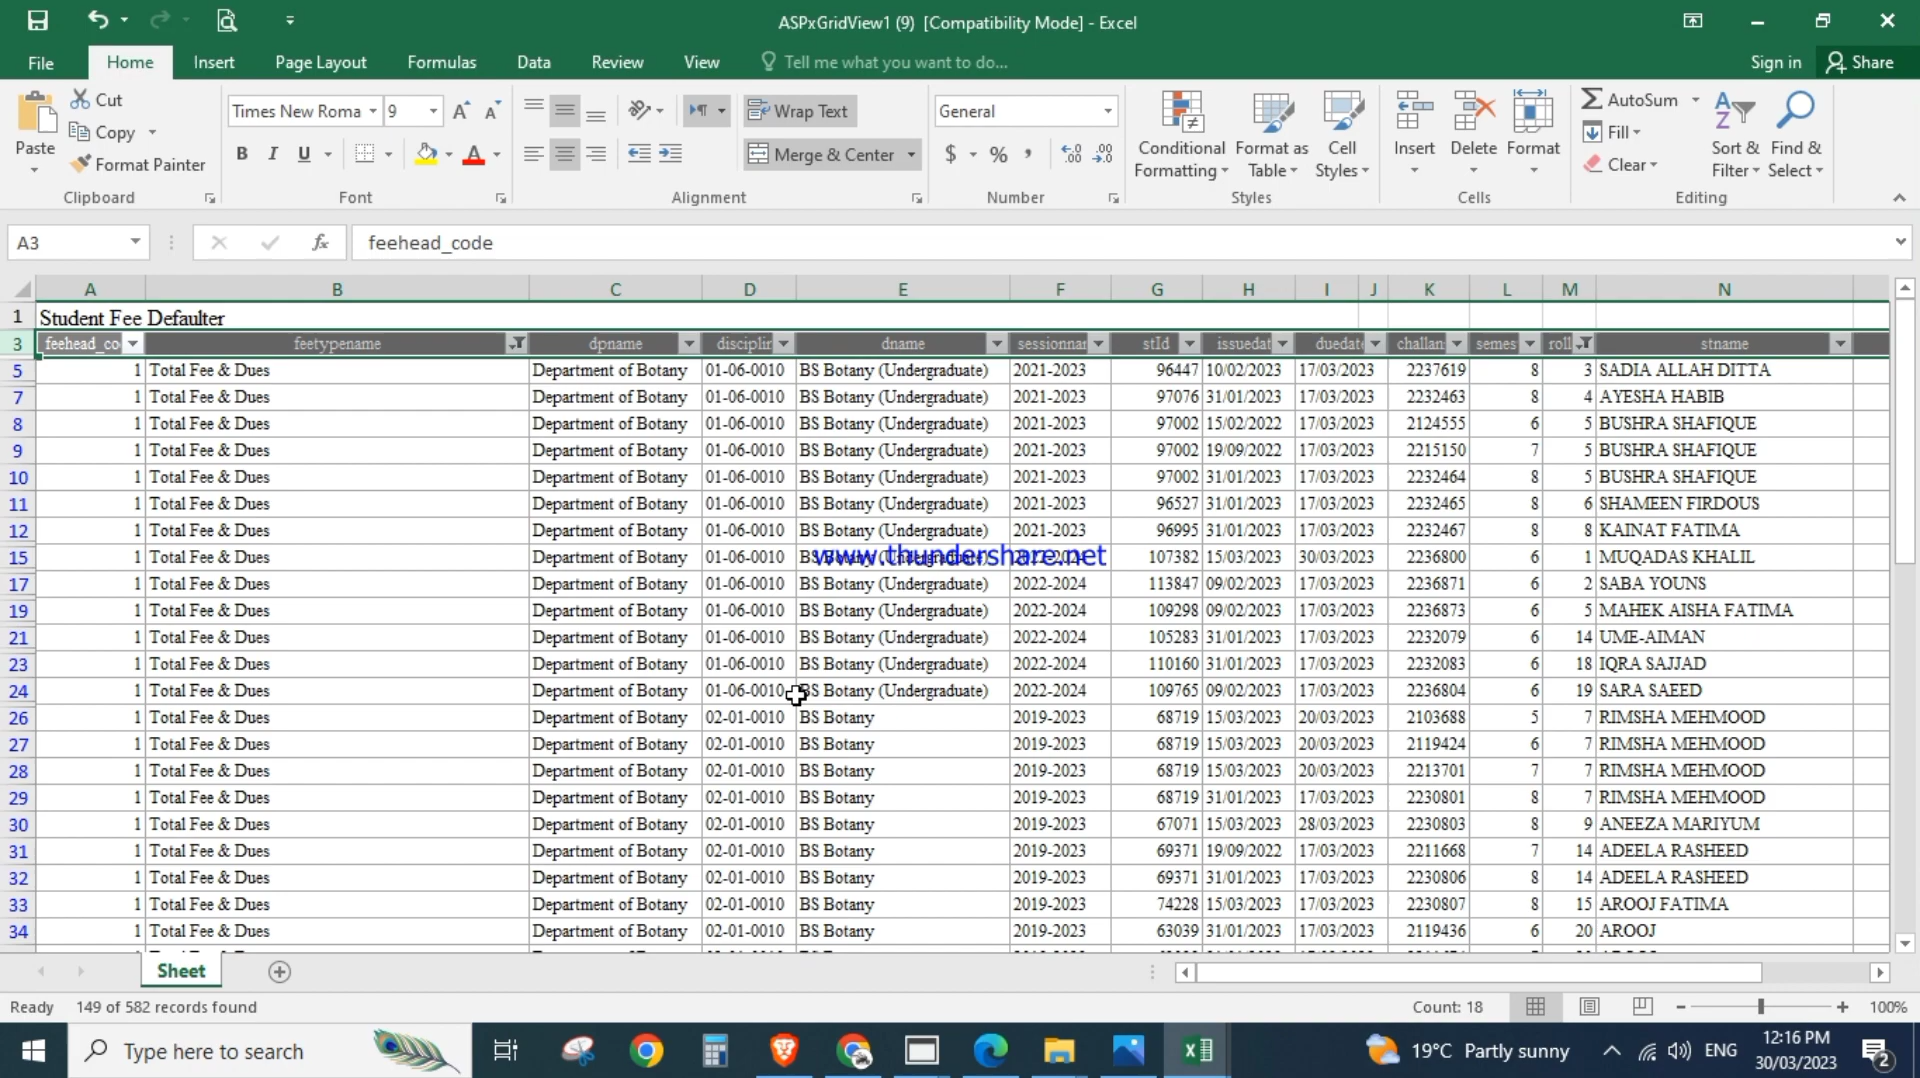 ASPxGridView1 (9) [Compatibility Mode] - Excel
File Home Insert Page Layout Formulas Data Review View Tell me what you want to do... Sign in Share
Paste Cut Copy Format Painter Clipboard
Times New Roma 9 B I U Font
Wrap Text Merge & Center Alignment
General $ % Number
Conditional Formatting Format as Table Cell Styles Styles
Insert Delete Format Cells
AutoSum Fill Clear Sort & Filter Find & Select Editing
A3 fx feehead_code
A B C D E F G H I J K L M N
1 Student Fee Defaulter
3 feehead_co feetypename dpname disciplin dname sessionnar stId issuedat duedate challan semes roll stname
5 1 Total Fee & Dues Department of Botany 01-06-0010 BS Botany (Undergraduate) 2021-2023 96447 10/02/2023 17/03/2023 2237619 8 3 SADIA ALLAH DITTA
7 1 Total Fee & Dues Department of Botany 01-06-0010 BS Botany (Undergraduate) 2021-2023 97076 31/01/2023 17/03/2023 2232463 8 4 AYESHA HABIB
8 1 Total Fee & Dues Department of Botany 01-06-0010 BS Botany (Undergraduate) 2021-2023 97002 15/02/2022 17/03/2023 2124555 6 5 BUSHRA SHAFIQUE
9 1 Total Fee & Dues Department of Botany 01-06-0010 BS Botany (Undergraduate) 2021-2023 97002 19/09/2022 17/03/2023 2215150 7 5 BUSHRA SHAFIQUE
10 1 Total Fee & Dues Department of Botany 01-06-0010 BS Botany (Undergraduate) 2021-2023 97002 31/01/2023 17/03/2023 2232464 8 5 BUSHRA SHAFIQUE
11 1 Total Fee & Dues Department of Botany 01-06-0010 BS Botany (Undergraduate) 2021-2023 96527 31/01/2023 17/03/2023 2232465 8 6 SHAMEEN FIRDOUS
12 1 Total Fee & Dues Department of Botany 01-06-0010 BS Botany (Undergraduate) 2021-2023 96995 31/01/2023 17/03/2023 2232467 8 8 KAINAT FATIMA
15 1 Total Fee & Dues Department of Botany 01-06-0010 BS Botany (Undergraduate) 2022-2024 107382 15/03/2023 30/03/2023 2236800 6 1 MUQADAS KHALIL
www.thundershare.net
17 1 Total Fee & Dues Department of Botany 01-06-0010 BS Botany (Undergraduate) 2022-2024 113847 09/02/2023 17/03/2023 2236871 6 2 SABA YOUNS
19 1 Total Fee & Dues Department of Botany 01-06-0010 BS Botany (Undergraduate) 2022-2024 109298 09/02/2023 17/03/2023 2236873 6 5 MAHEK AISHA FATIMA
21 1 Total Fee & Dues Department of Botany 01-06-0010 BS Botany (Undergraduate) 2022-2024 105283 31/01/2023 17/03/2023 2232079 6 14 UME-AIMAN
23 1 Total Fee & Dues Department of Botany 01-06-0010 BS Botany (Undergraduate) 2022-2024 110160 31/01/2023 17/03/2023 2232083 6 18 IQRA SAJJAD
24 1 Total Fee & Dues Department of Botany 01-06-0010 BS Botany (Undergraduate) 2022-2024 109765 09/02/2023 17/03/2023 2236804 6 19 SARA SAEED
26 1 Total Fee & Dues Department of Botany 02-01-0010 BS Botany 2019-2023 68719 15/03/2023 20/03/2023 2103688 5 7 RIMSHA MEHMOOD
27 1 Total Fee & Dues Department of Botany 02-01-0010 BS Botany 2019-2023 68719 15/03/2023 20/03/2023 2119424 6 7 RIMSHA MEHMOOD
28 1 Total Fee & Dues Department of Botany 02-01-0010 BS Botany 2019-2023 68719 15/03/2023 20/03/2023 2213701 7 7 RIMSHA MEHMOOD
29 1 Total Fee & Dues Department of Botany 02-01-0010 BS Botany 2019-2023 68719 31/01/2023 17/03/2023 2230801 8 7 RIMSHA MEHMOOD
30 1 Total Fee & Dues Department of Botany 02-01-0010 BS Botany 2019-2023 67071 15/03/2023 28/03/2023 2230803 8 9 ANEEZA MARIYUM
31 1 Total Fee & Dues Department of Botany 02-01-0010 BS Botany 2019-2023 69371 19/09/2022 17/03/2023 2211668 7 14 ADEELA RASHEED
32 1 Total Fee & Dues Department of Botany 02-01-0010 BS Botany 2019-2023 69371 31/01/2023 17/03/2023 2230806 8 14 ADEELA RASHEED
33 1 Total Fee & Dues Department of Botany 02-01-0010 BS Botany 2019-2023 74228 15/03/2023 17/03/2023 2230807 8 15 AROOJ FATIMA
34 1 Total Fee & Dues Department of Botany 02-01-0010 BS Botany 2019-2023 63039 31/01/2023 17/03/2023 2119436 6 20 AROOJ
Sheet
Ready 149 of 582 records found Count: 18 100%
Type here to search 19°C Partly sunny ENG 12:16 PM
30/03/2023 2